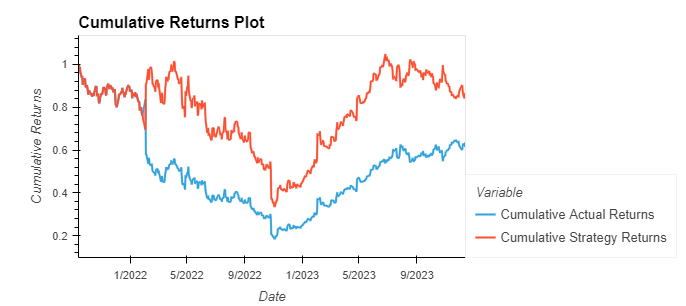 Cumulative Returns Plot
Cumulative Returns
1
0.8
0.6
0.4
0.2
1/2022 5/2022 9/2022 1/2023 5/2023 9/2023
Date
Variable
Cumulative Actual Returns
Cumulative Strategy Returns